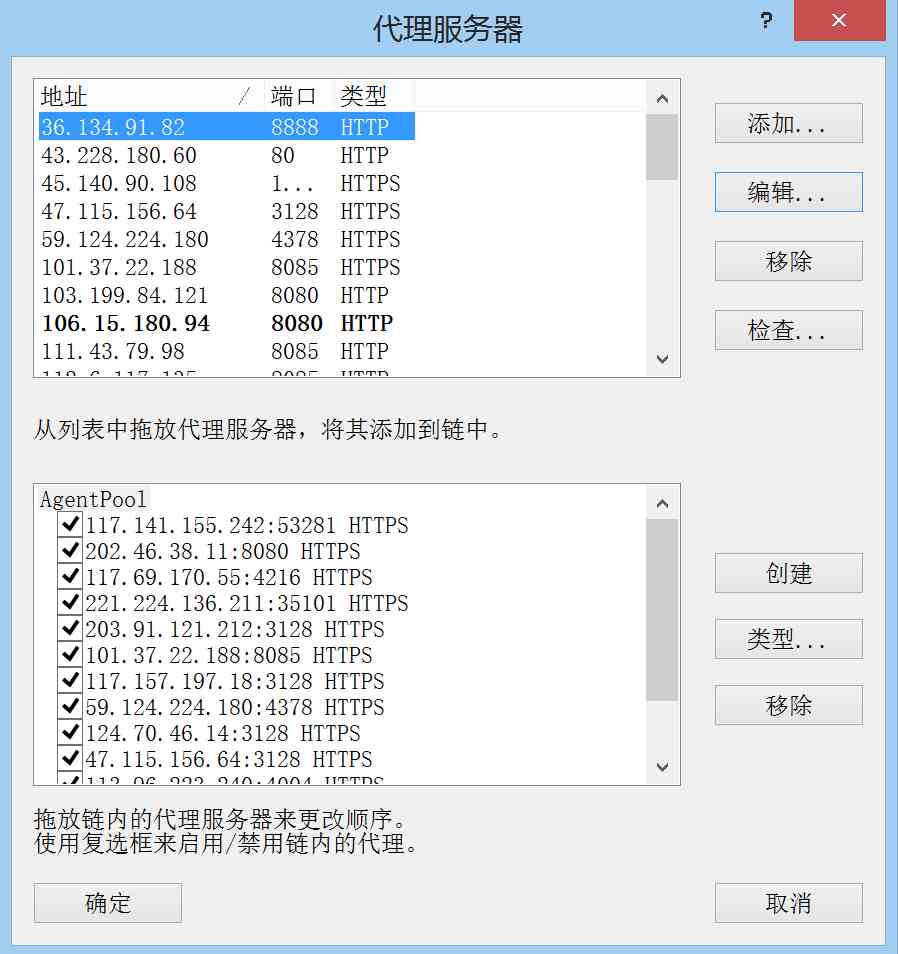 代理服务器
?
地址 / 端口 类型
36.134.91.82 8888 HTTP
43.228.180.60 80 HTTP
45.140.90.108 1... HTTPS
47.115.156.64 3128 HTTPS
59.124.224.180 4378 HTTPS
101.37.22.188 8085 HTTPS
103.199.84.121 8080 HTTP
106.15.180.94 8080 HTTP
111.43.79.98 8085 HTTP
添加...
编辑...
移除
检查...
从列表中拖放代理服务器，将其添加到链中。
AgentPool
117.141.155.242:53281 HTTPS
202.46.38.11:8080 HTTPS
117.69.170.55:4216 HTTPS
221.224.136.211:35101 HTTPS
203.91.121.212:3128 HTTPS
101.37.22.188:8085 HTTPS
117.157.197.18:3128 HTTPS
59.124.224.180:4378 HTTPS
124.70.46.14:3128 HTTPS
47.115.156.64:3128 HTTPS
创建
类型...
移除
拖放链内的代理服务器来更改顺序。
使用复选框来启用/禁用链内的代理。
确定
取消